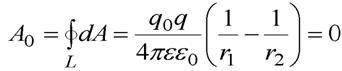 A₀ = ∮_L dA = q₀q / 4πεε₀ (1/r₁ − 1/r₂) = 0